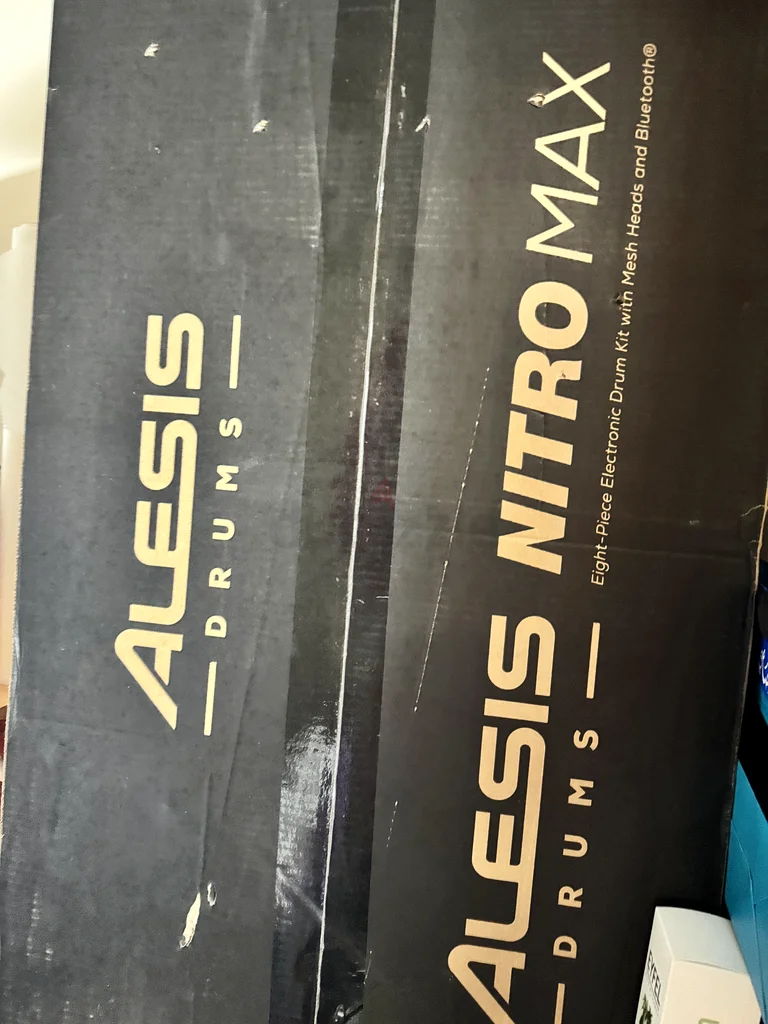 ALESIS
DRUMS
ALESIS NITRO MAX
DRUMS
Eight-Piece Electronic Drum Kit with Mesh Heads and Bluetooth®